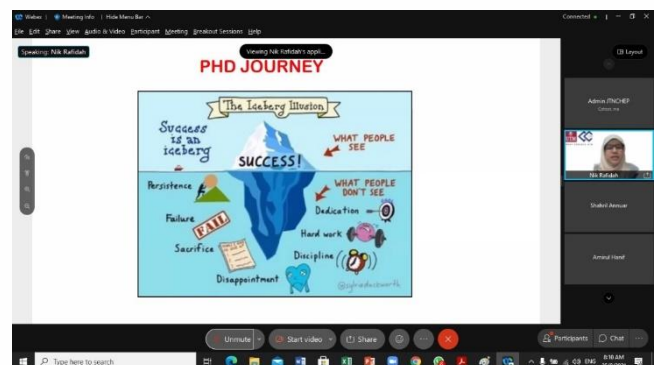 Webex
Meeting Info
Hide Menu Bar
Connected
File Edit Share View Audio & Video Participant Meeting Breakout Sessions Help
Speaking: Nik Rafidah
Viewing Nik Rafidah's appli...
Layout
PHD JOURNEY
The Iceberg Illusion
Success
is an
iceberg
SUCCESS!
WHAT PEOPLE
SEE
WHAT PEOPLE
DON'T SEE
Persistence
Failure
FAIL
Sacrifice
Disappointment
Dedication
Hard work
Discipline
@sylviaduckworth
Admin JTNCHEP
Nik Rafidah
Shahril Annuar
Amirul Hanif
Unmute
Start video
Share
Participants
Chat
Type here to search
ENG
8:10 AM